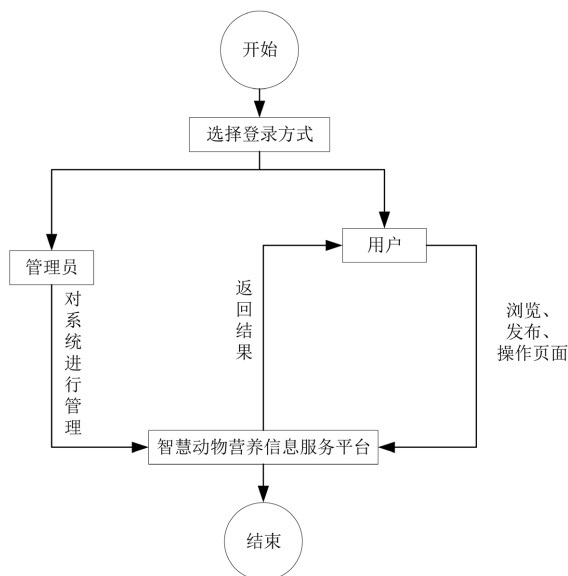 开始
选择登录方式
用户
管理员
对系统进行管理
返回结果
浏览、
发布、
操作页面
智慧动物营养信息服务平台
结束